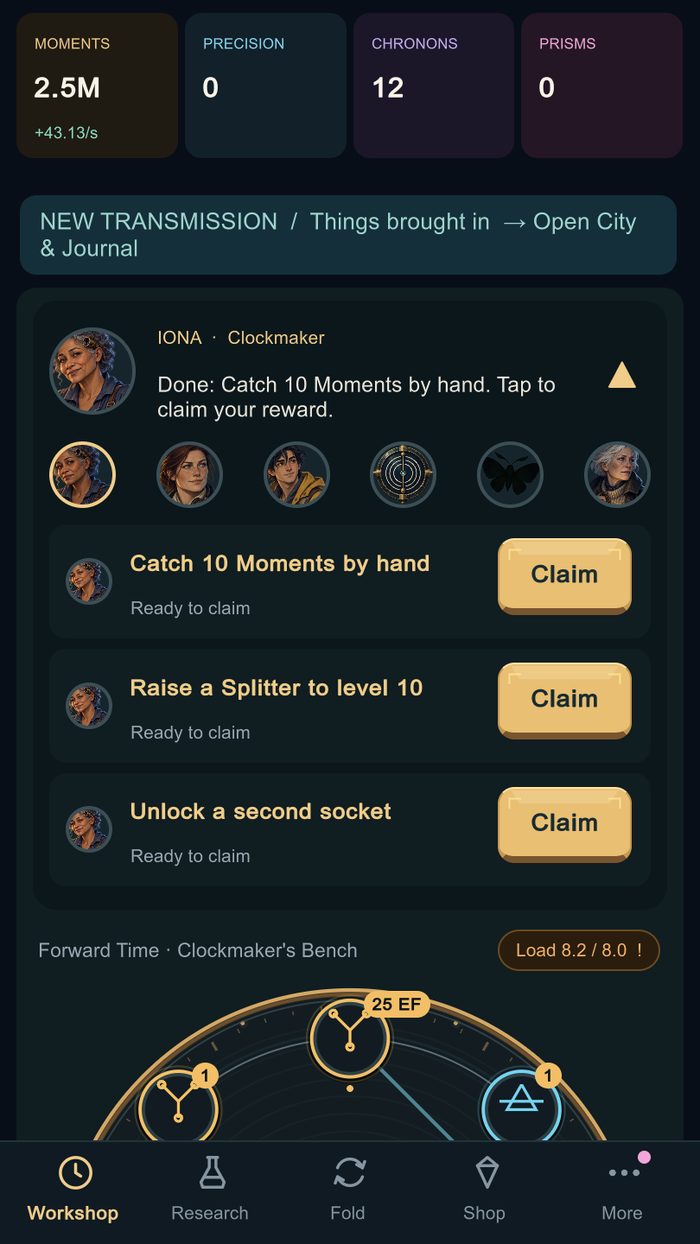 MOMENTS
2.5M
+43.13/s
PRECISION
0
CHRONONS
12
PRISMS
0
NEW TRANSMISSION / Things brought in → Open City
& Journal
IONA · Clockmaker
Done: Catch 10 Moments by hand. Tap to
claim your reward.
Catch 10 Moments by hand
Ready to claim
Claim
Raise a Splitter to level 10
Ready to claim
Claim
Unlock a second socket
Ready to claim
Claim
Forward Time · Clockmaker's Bench
Load 8.2 / 8.0 !
25 EF
1
1
Workshop
Research
Fold
Shop
More